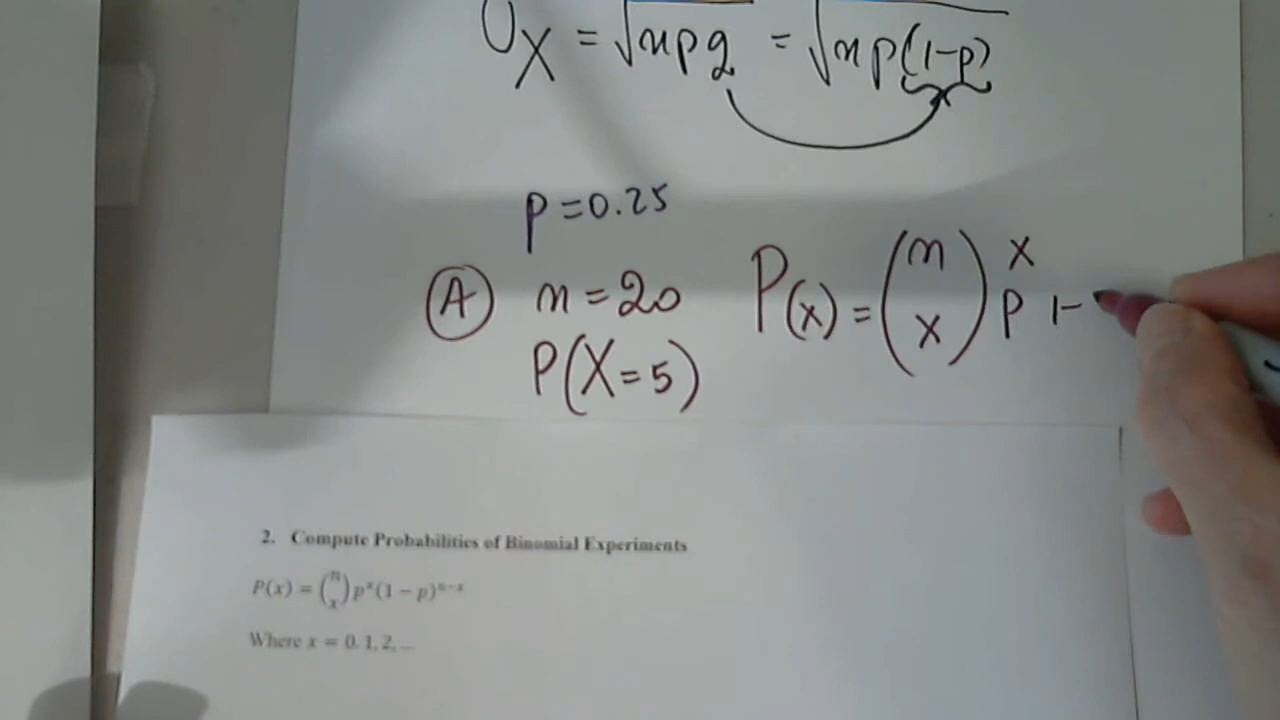 σX = √npq = √np(1-p)
p = 0.25
A n = 20 P(x) = (n x) p^x 1-
P(X = 5)
2. Compute Probabilities of Binomial Experiments
P(x) = (n x) p^x (1 − p)^n−x
Where x = 0, 1, 2, ...